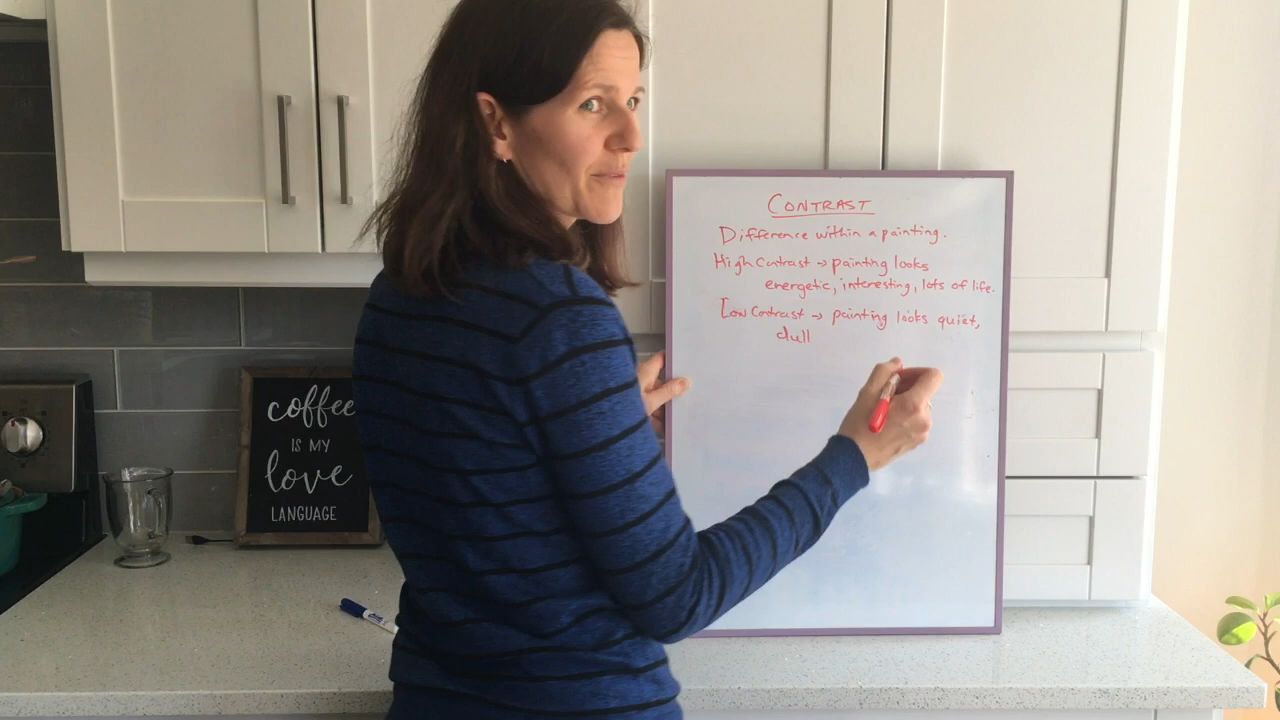 CONTRAST
Difference within a painting.
High Contrast → painting looks
energetic, interesting, lots of life.
Low Contrast → painting looks quiet,
dull
coffee
IS MY
love
LANGUAGE